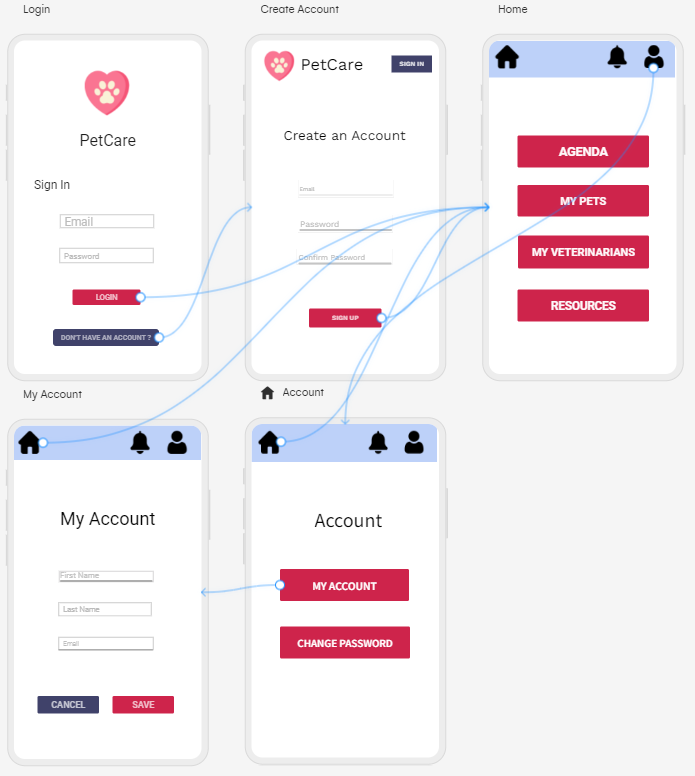 Login
PetCare
Sign In
Email
Password
LOGIN
DON'T HAVE AN ACCOUNT ?
Create Account
PetCare
SIGN IN
Create an Account
Email
Password
Confirm Password
SIGN UP
Home
AGENDA
MY PETS
MY VETERINARIANS
RESOURCES
My Account
My Account
First Name
Last Name
Email
CANCEL
SAVE
Account
Account
MY ACCOUNT
CHANGE PASSWORD